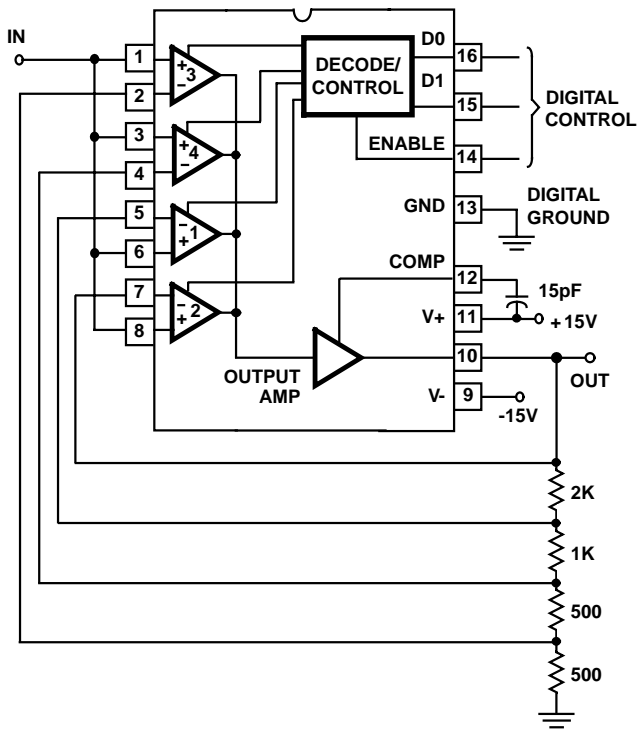 IN
1
+
3
−
2
3
+
4
−
4
5
−
1
+
6
7
−
2
+
8
DECODE/
CONTROL
D0
16
D1
15
ENABLE
14
DIGITAL
CONTROL
GND
13
DIGITAL
GROUND
COMP
12
15pF
V+
11
+15V
10
OUT
OUTPUT
AMP
V-
9
-15V
2K
1K
500
500